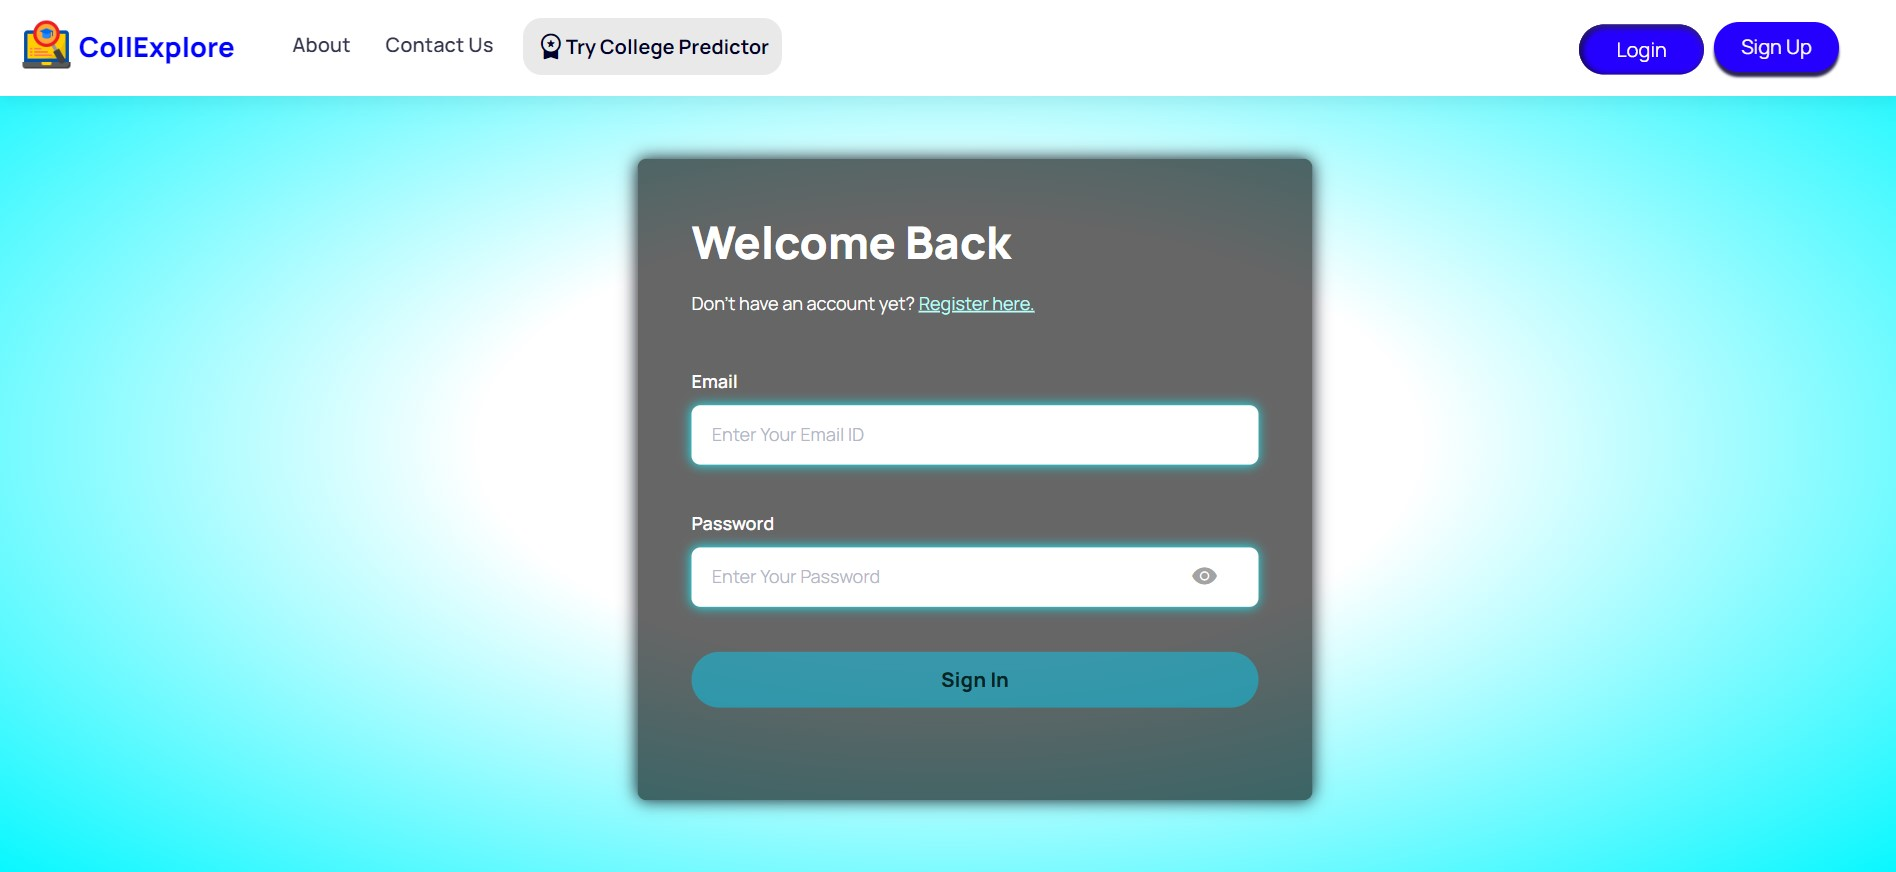 CollExplore
About
Contact Us
Try College Predictor
Login
Sign Up
Welcome Back
Don't have an account yet? Register here.
Email
Enter Your Email ID
Password
Enter Your Password
Sign In